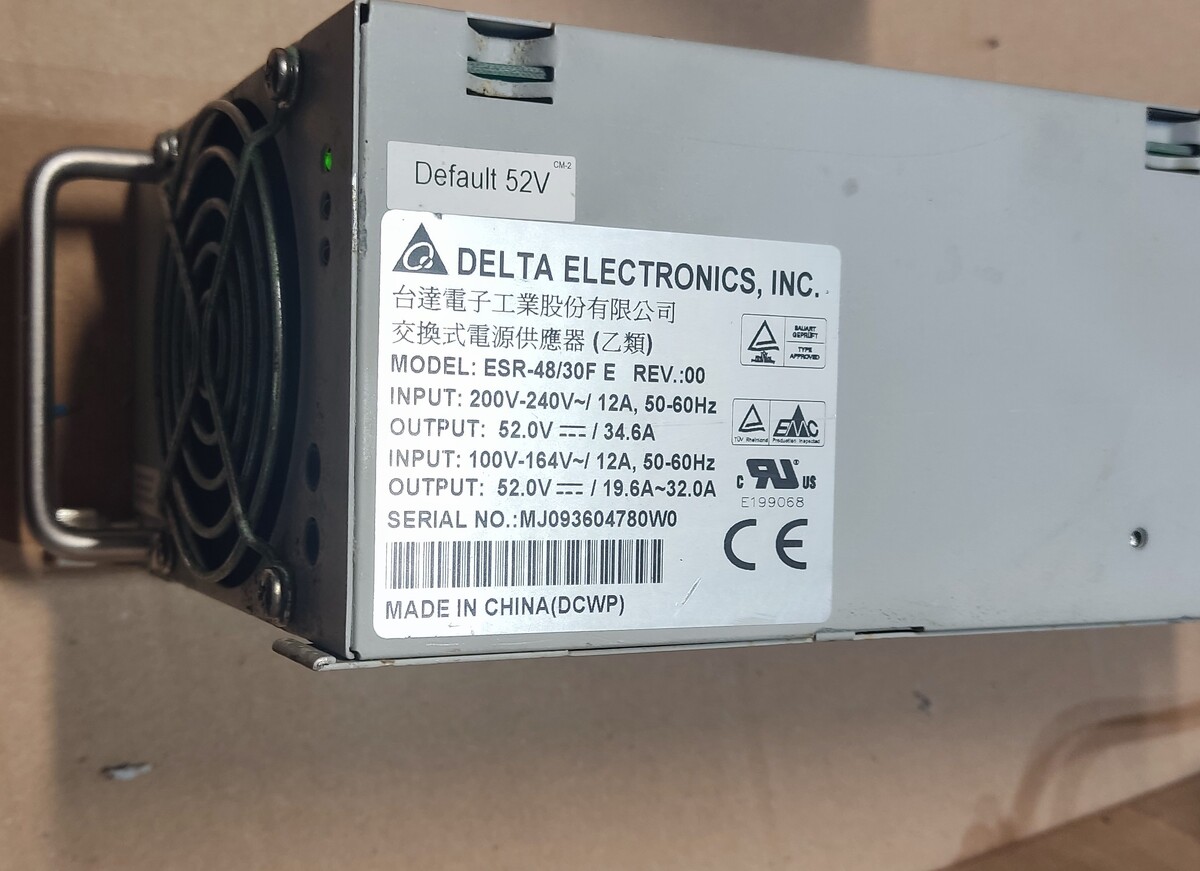 Default 52V
CM-2
DELTA ELECTRONICS, INC.
台達電子工業股份有限公司
交換式電源供應器 (乙類)
MODEL: ESR-48/30F E REV.:00
INPUT: 200V-240V~/ 12A, 50-60Hz
OUTPUT: 52.0V ⎓ / 34.6A
INPUT: 100V-164V~/ 12A, 50-60Hz
OUTPUT: 52.0V ⎓ / 19.6A~32.0A
SERIAL NO.:MJ093604780W0
MADE IN CHINA(DCWP)
BAUART
GEPRÜFT
TYPE
APPROVED
TÜV Rheinland
EMC
Production Inspected
C RU ® US
E199068
CE